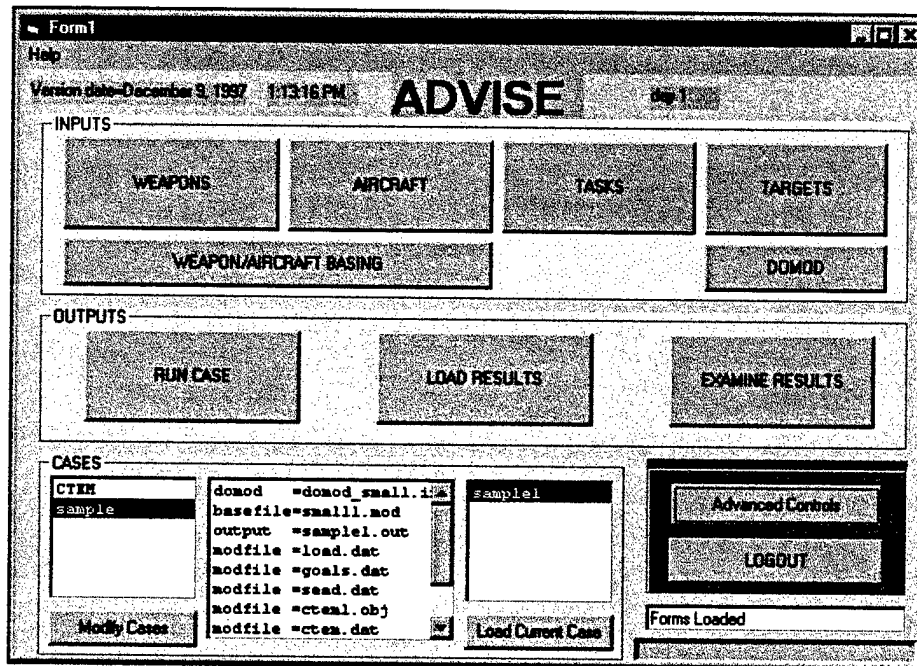 Form1
Help
Version date=December 9, 1997 1:13:16 PM ADVISE day 1
INPUTS
WEAPONS AIRCRAFT TASKS TARGETS
WEAPON/AIRCRAFT BASING DOMOD
OUTPUTS
RUN CASE LOAD RESULTS EXAMINE RESULTS
CASES
CTEM
sample
domod =domod_small.i
basefile=smalll.mod
output =sample1.out
modfile =load.dat
modfile =goals.dat
modfile =sead.dat
modfile =ctem1.obj
modfile =ctem.dat
sample1
Modify Cases
Load Current Case
Advanced Controls
LOGOUT
Forms Loaded